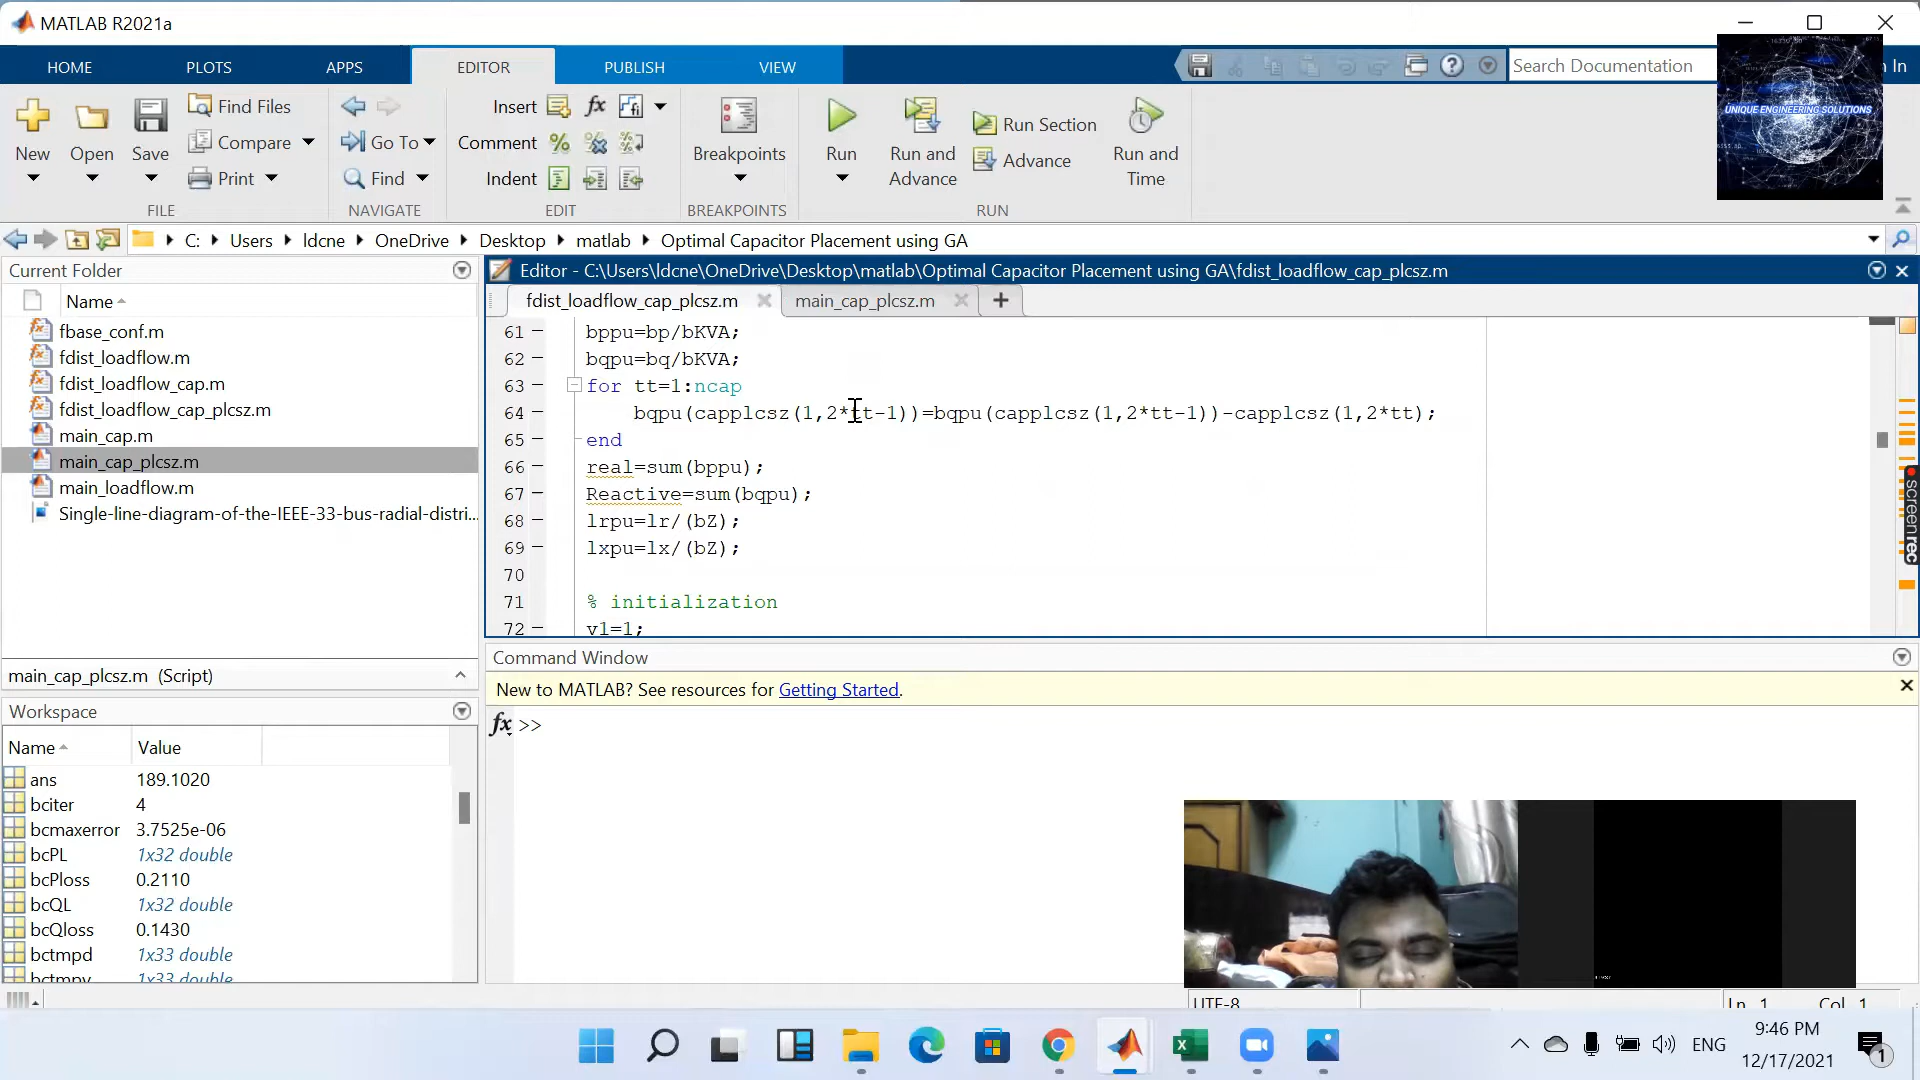 MATLAB R2021a
HOME PLOTS APPS EDITOR PUBLISH VIEW
Search Documentation
In
UNIQUE ENGINEERING SOLUTIONS
New
Open
Save
Find Files
Compare
Print
FILE
Go To
Find
NAVIGATE
Insert
Comment
Indent
EDIT
Breakpoints
BREAKPOINTS
Run
Run and
Advance
Run Section
Advance
Run and
Time
RUN
C: Users ldcne OneDrive Desktop matlab Optimal Capacitor Placement using GA
Current Folder
Name
fbase_conf.m
fdist_loadflow.m
fdist_loadflow_cap.m
fdist_loadflow_cap_plcsz.m
main_cap.m
main_cap_plcsz.m
main_loadflow.m
Single-line-diagram-of-the-IEEE-33-bus-radial-distri...
main_cap_plcsz.m (Script)
Workspace
Name Value
ans 189.1020
bciter 4
bcmaxerror 3.7525e-06
bcPL 1x32 double
bcPloss 0.2110
bcQL 1x32 double
bcQloss 0.1430
bctmpd 1x33 double
bctmpv 1x33 double
Editor - C:\Users\ldcne\OneDrive\Desktop\matlab\Optimal Capacitor Placement using GA\fdist_loadflow_cap_plcsz.m
fdist_loadflow_cap_plcsz.m main_cap_plcsz.m
61 bppu=bp/bKVA;
62 bqpu=bq/bKVA;
63 for tt=1:ncap
64 bqpu(capplcsz(1,2*tt-1))=bqpu(capplcsz(1,2*tt-1))-capplcsz(1,2*tt);
65 end
66 real=sum(bppu);
67 Reactive=sum(bqpu);
68 lrpu=lr/(bZ);
69 lxpu=lx/(bZ);
70
71 % initialization
72 v1=1;
screenrec
Command Window
New to MATLAB? See resources for Getting Started.
fx >>
UTF-8
Ln 1 Col 1
ENG
9:46 PM
12/17/2021
1